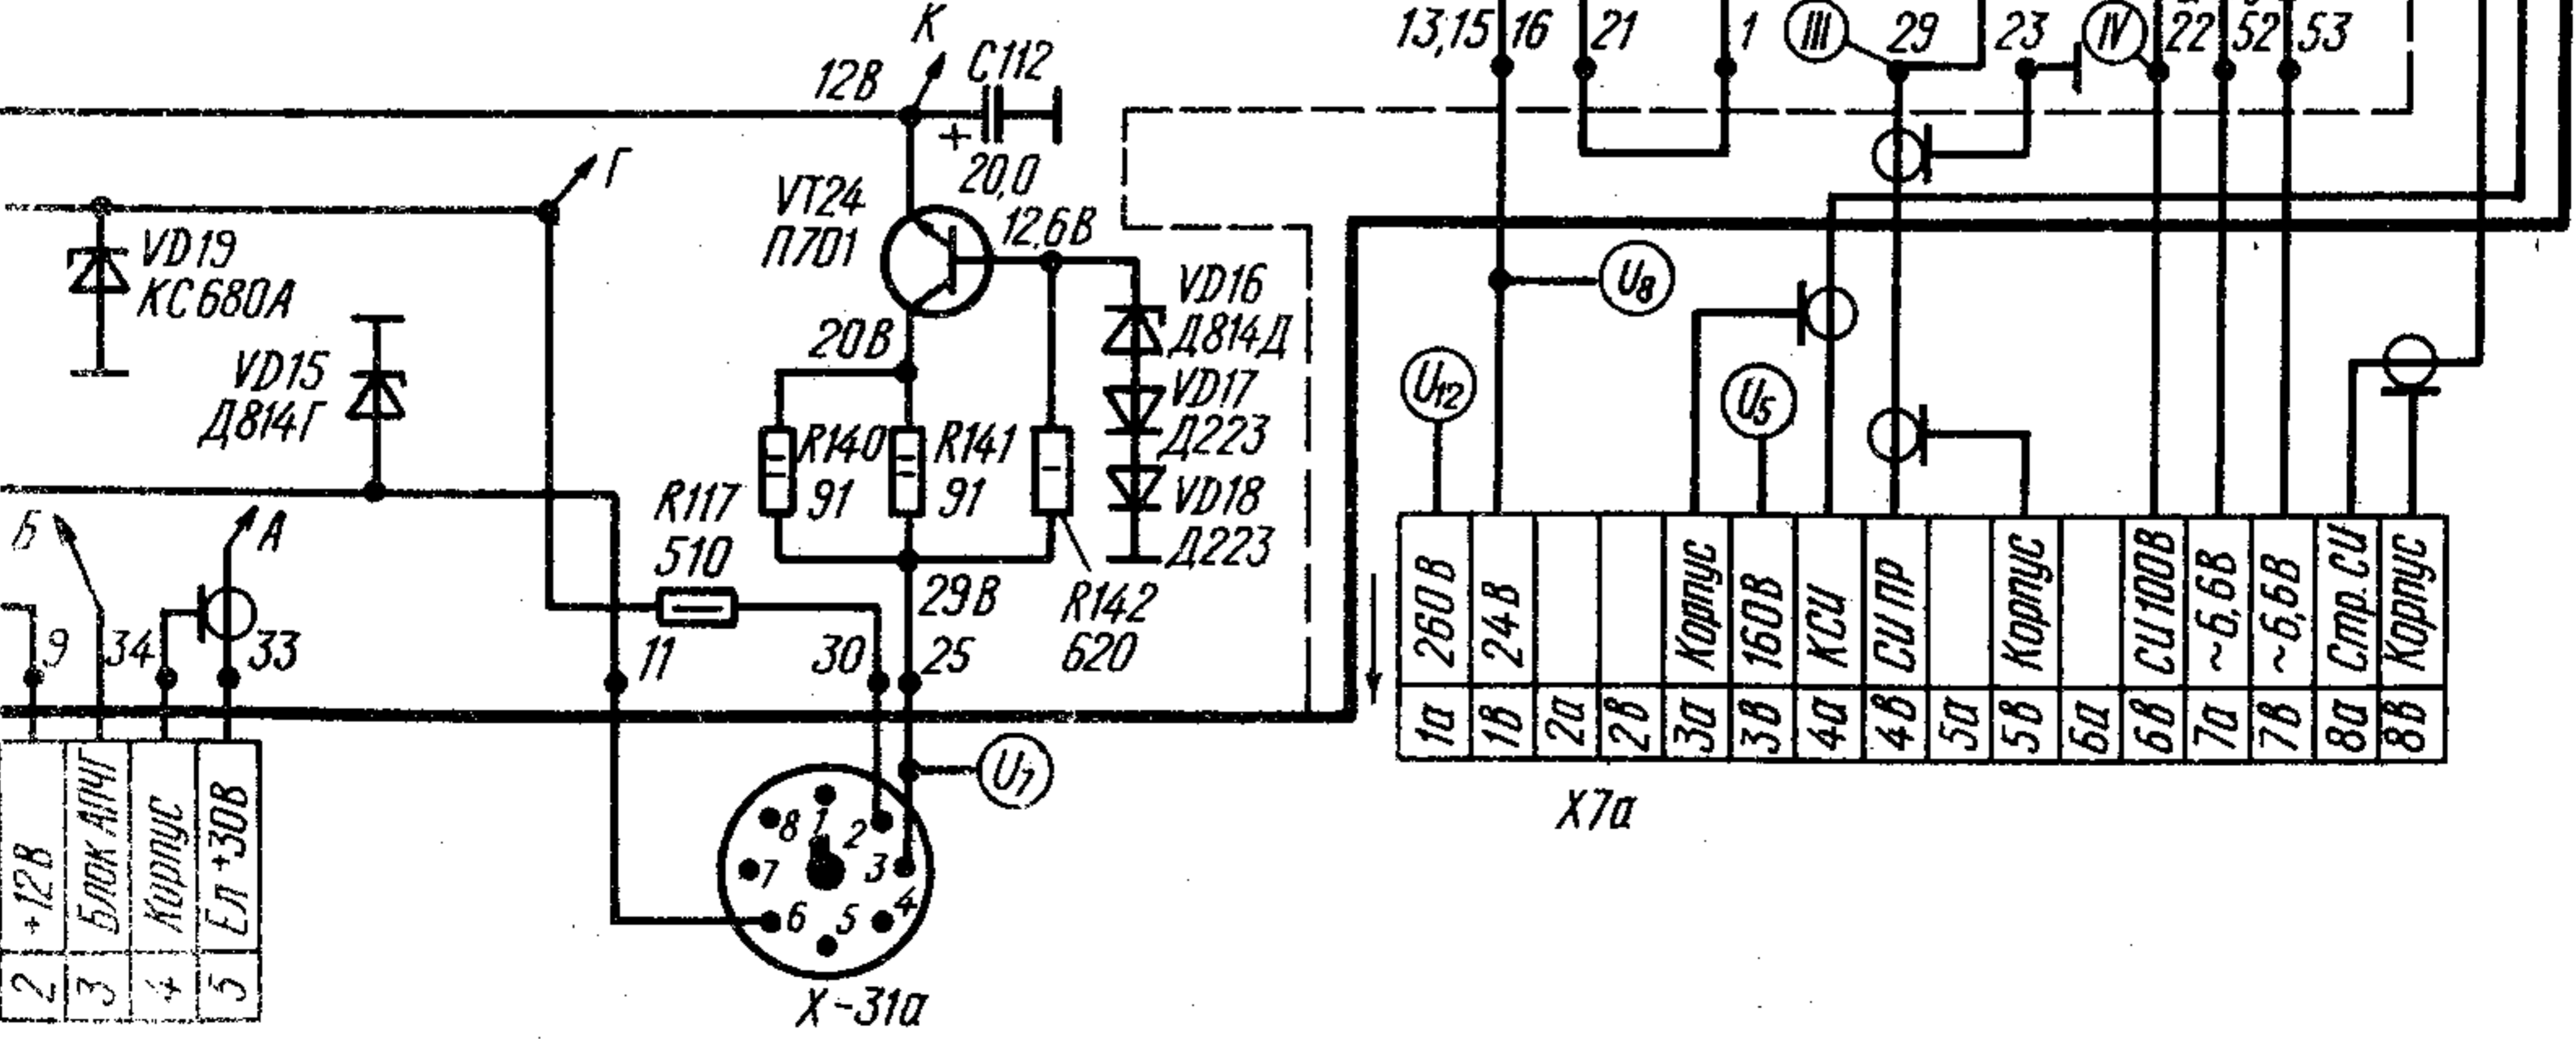 К
12В
С112
+
20,0
Г
VT24
П701
12,6В
VD19
КС680А
20В
VD16
Д814Д
VD15
Д814Г
VD17
Д223
R140
91
R141
91
VD18
Д223
R117
510
Б
А
29В
R142
620
9
34
33
11
30
25
U7
1
2
3
4
5
6
7
8
Х-31а
2 +12В
3 Блок АПЧГ
4 Корпус
5 Ел +30В
13,15
16
21
1
III
29
23
IV
22
52
53
U8
U12
U5
1а 260В
1В 24В
2а
2В
3а Корпус
3В 160В
4а КСИ
4В СИ ПР
5а
5В Корпус
6а
6В СИ 100В
7а ~6,6В
7В ~6,6В
8а Стр. СИ
8В Корпус
Х7а